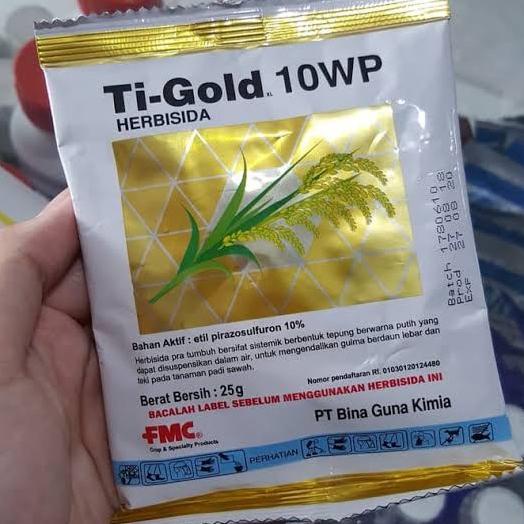 Ti-Gold XL 10WP
HERBISIDA
Bahan Aktif : etil pirazosulfuron 10%
Herbisida pra tumbuh bersifat sistemik berbentuk tepung berwarna putih yang
dapat disuspensikan dalam air, untuk mengendalikan gulma berdaun lebar dan
teki pada tanaman padi sawah.
Nomor pendaftaran RI. 01030120124480
Berat Bersih : 25g
BACALAH LABEL SEBELUM MENGGUNAKAN HERBISIDA INI
FMC®
Crop & Specialty Products
PT Bina Guna Kimia
PERHATIAN
Batch 1780610
Prod 27 08 18
Exp 27 08 20